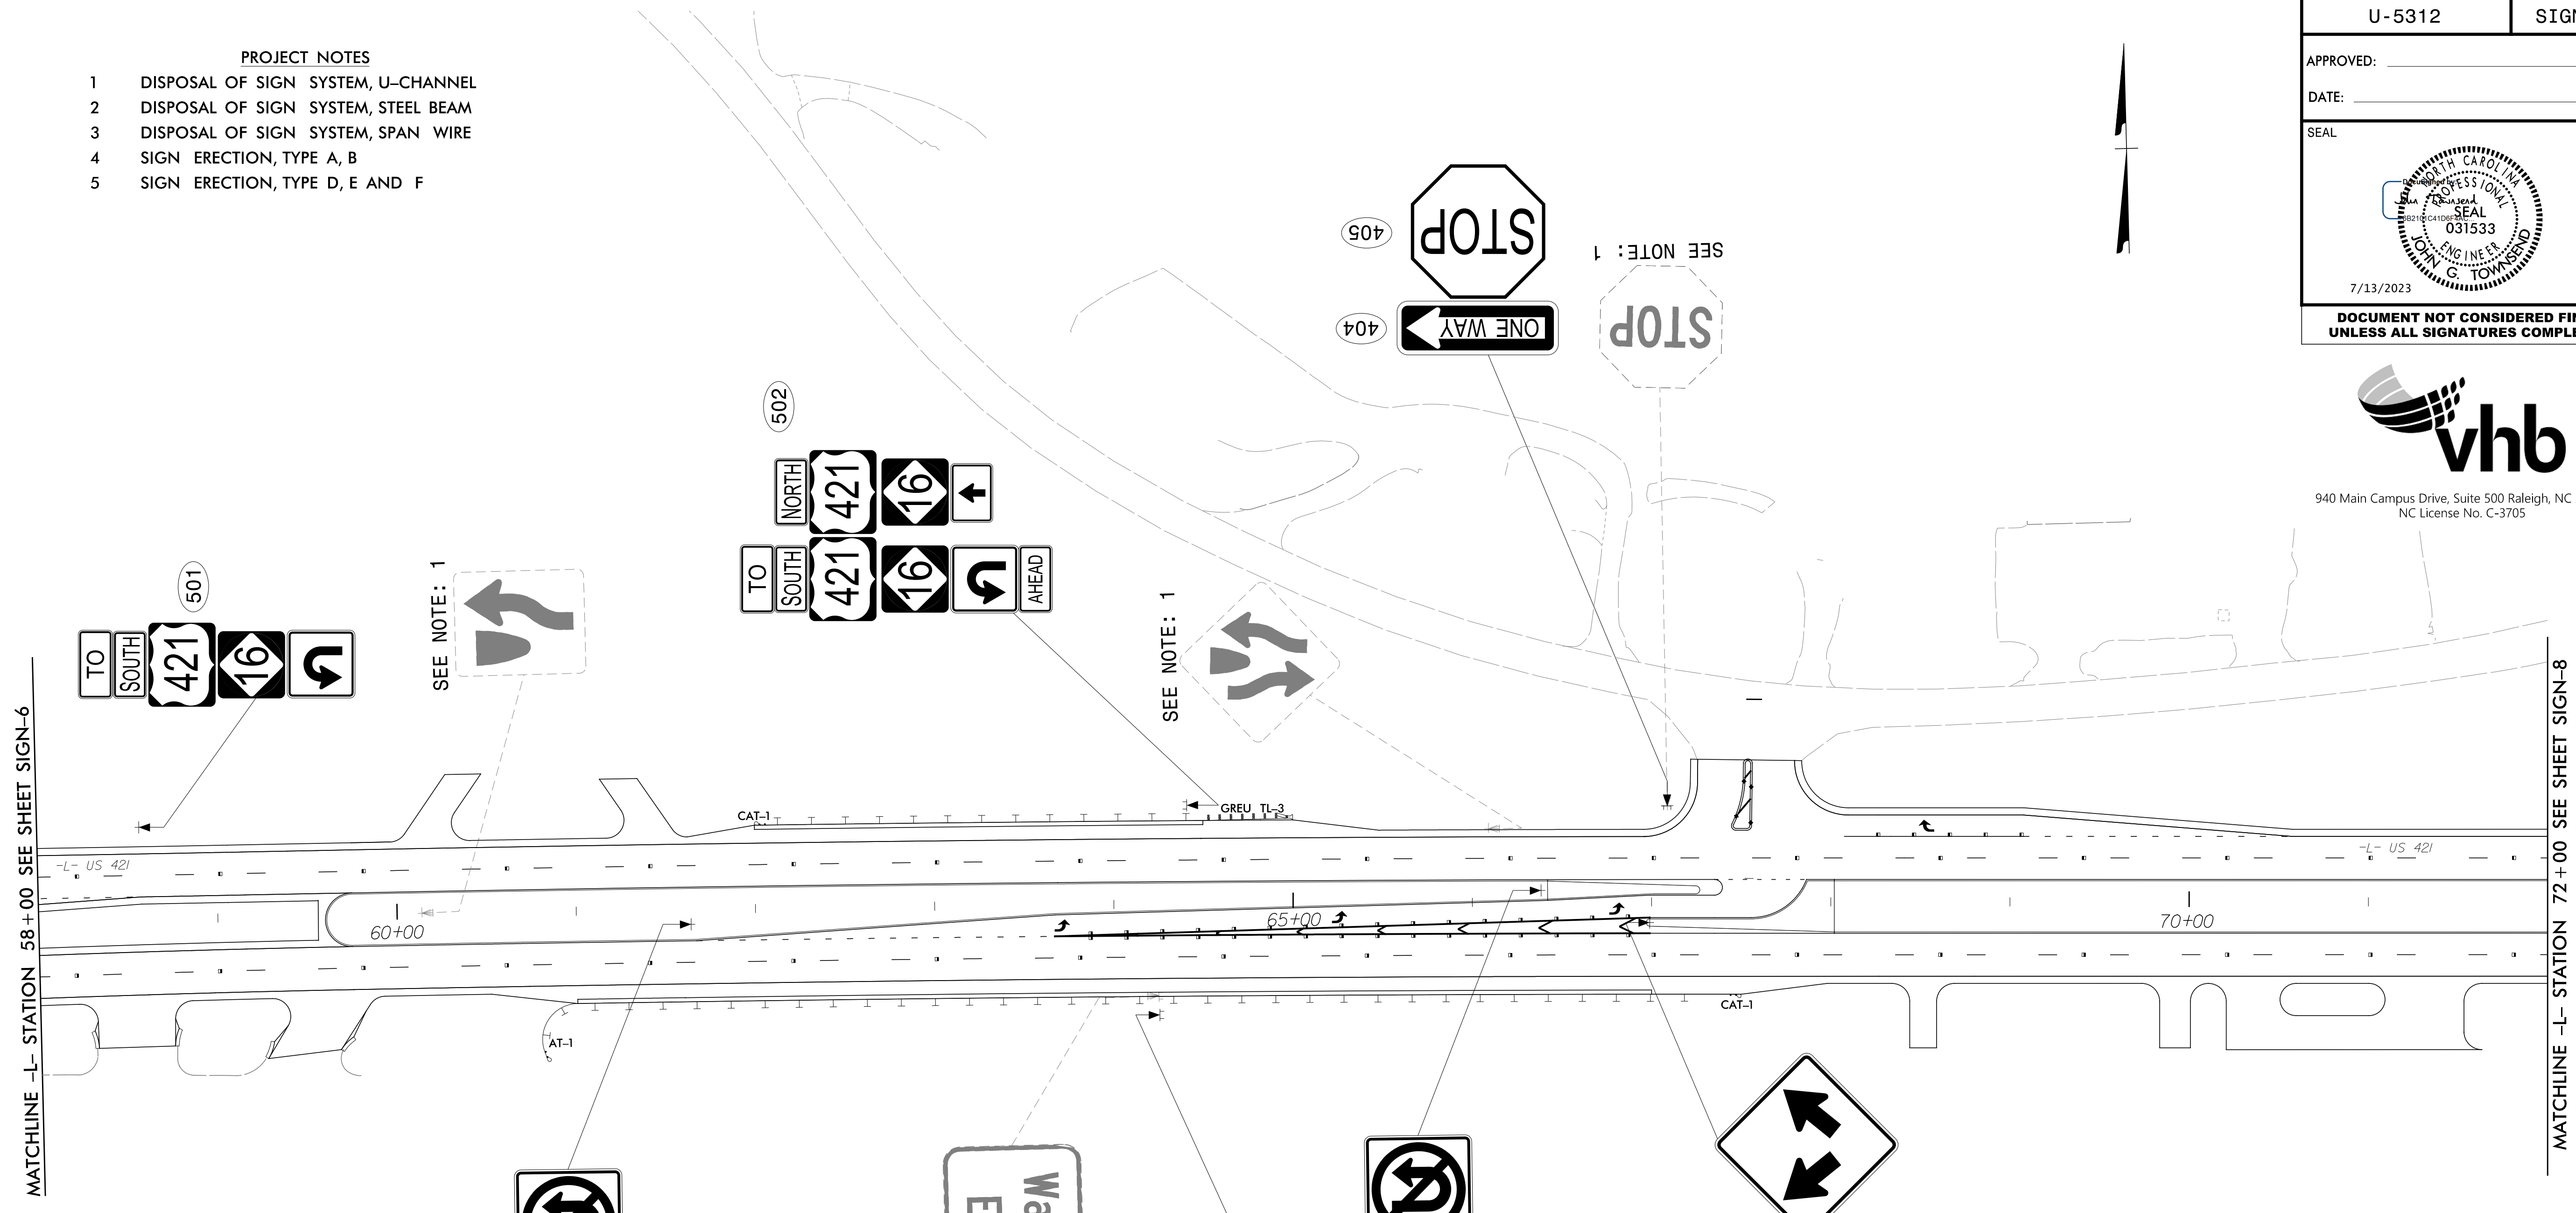 PROJECT NOTES
1 DISPOSAL OF SIGN SYSTEM, U–CHANNEL
2 DISPOSAL OF SIGN SYSTEM, STEEL BEAM
3 DISPOSAL OF SIGN SYSTEM, SPAN WIRE
4 SIGN ERECTION, TYPE A, B
5 SIGN ERECTION, TYPE D, E AND F
U-5312
SIGN
APPROVED:
DATE:
SEAL
NORTH CAROLINA
PROFESSIONAL
SEAL
031533
ENGINEER
JOHN G. TOWNSEND
7/13/2023
DOCUMENT NOT CONSIDERED FIN
UNLESS ALL SIGNATURES COMPLE
vhb
940 Main Campus Drive, Suite 500 Raleigh, NC
NC License No. C-3705
405
STOP
404
ONE WAY
SEE NOTE: 1
STOP
502
NORTH
421
16
TO
SOUTH
421
16
AHEAD
501
TO
SOUTH
421
16
SEE NOTE: 1
SEE NOTE: 1
CAT–1
GREU TL–3
-L- US 421
-L- US 421
60+00
65+00
70+00
CAT–1
AT–1
MATCHLINE –L– STATION 58+00 SEE SHEET SIGN–6
MATCHLINE –L– STATION 72+00 SEE SHEET SIGN–8
Wa
E